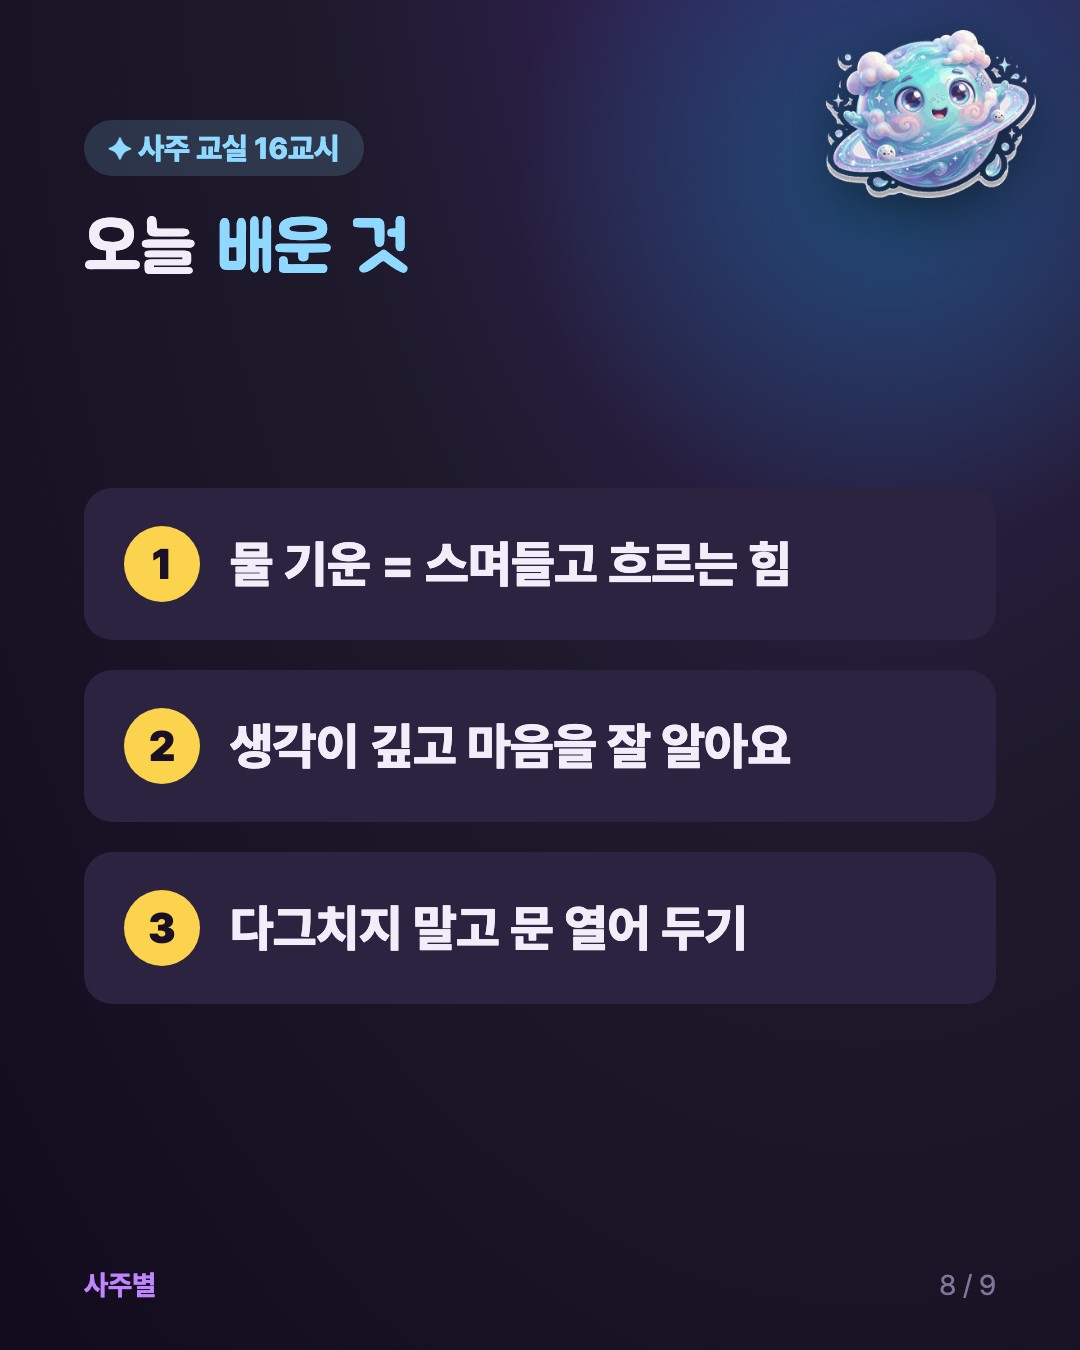 ✦ 사주 교실 16교시
오늘 배운 것
1 물 기운 = 스며들고 흐르는 힘
2 생각이 깊고 마음을 잘 알아요
3 다그치지 말고 문 열어 두기
사주별
8 / 9